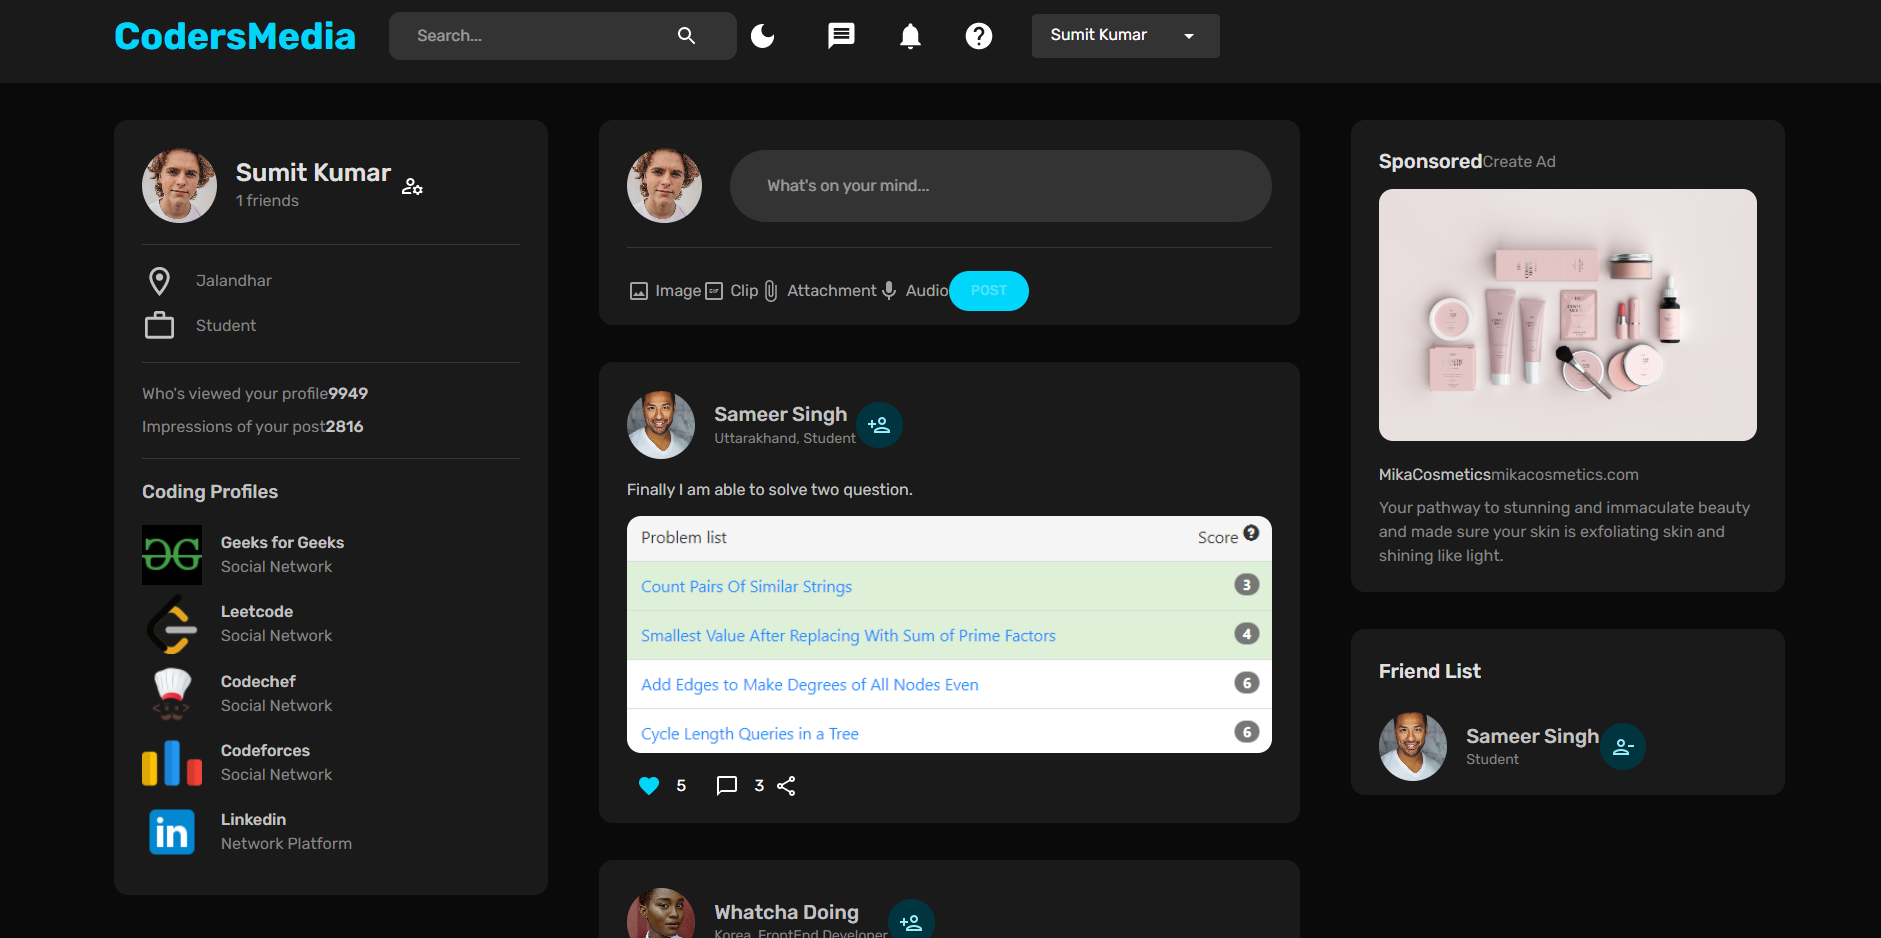 CodersMedia
Search...
Sumit Kumar
Sumit Kumar
1 friends
Jalandhar
Student
Who's viewed your profile9949
Impressions of your post2816
Coding Profiles
Geeks for Geeks
Social Network
Leetcode
Social Network
Codechef
Social Network
Codeforces
Social Network
in
Linkedin
Network Platform
What's on your mind...
Image
GIF
Clip
Attachment
Audio
POST
Sameer Singh
Uttarakhand, Student
Finally I am able to solve two question.
Problem list Score
Count Pairs Of Similar Strings 3
Smallest Value After Replacing With Sum of Prime Factors 4
Add Edges to Make Degrees of All Nodes Even 6
Cycle Length Queries in a Tree 6
5 3
Whatcha Doing
Korea, FrontEnd Developer
SponsoredCreate Ad
MikaCosmeticsmikacosmetics.com
Your pathway to stunning and immaculate beauty
and made sure your skin is exfoliating skin and
shining like light.
Friend List
Sameer Singh
Student